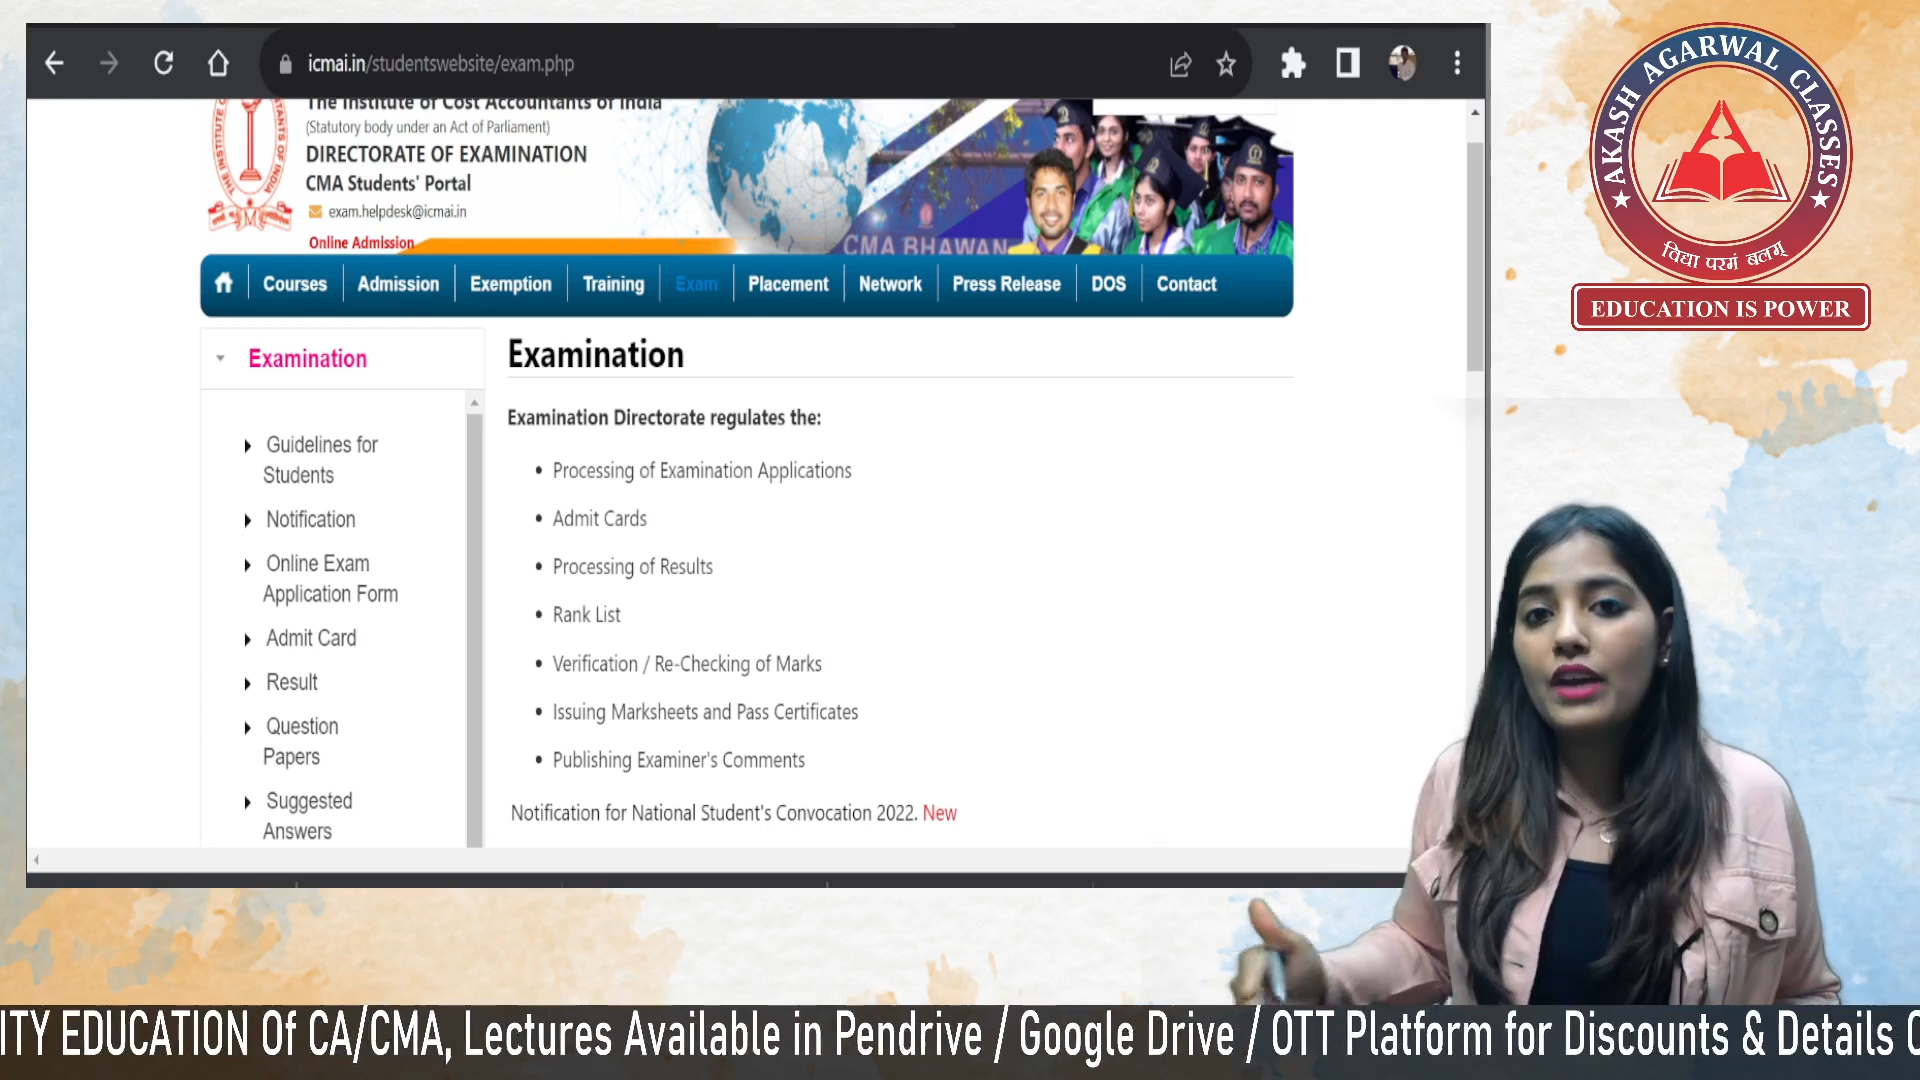 icmai.in/studentswebsite/exam.php
The Institute of Cost Accountants of India
(Statutory body under an Act of Parliament)
DIRECTORATE OF EXAMINATION
CMA Students' Portal
exam.helpdesk@icmai.in
Online Admission
CMA BHAWAN
Courses
Admission
Exemption
Training
Exam
Placement
Network
Press Release
DOS
Contact
Examination
Guidelines for
Students
Notification
Online Exam
Application Form
Admit Card
Result
Question
Papers
Suggested
Answers
Examination
Examination Directorate regulates the:
• Processing of Examination Applications
• Admit Cards
• Processing of Results
• Rank List
• Verification / Re-Checking of Marks
• Issuing Marksheets and Pass Certificates
• Publishing Examiner's Comments
Notification for National Student's Convocation 2022. New
AKASH AGARWAL CLASSES
विद्या परमं बलम्
EDUCATION IS POWER
ITY EDUCATION Of CA/CMA, Lectures Available in Pendrive / Google Drive / OTT Platform for Discounts & Details